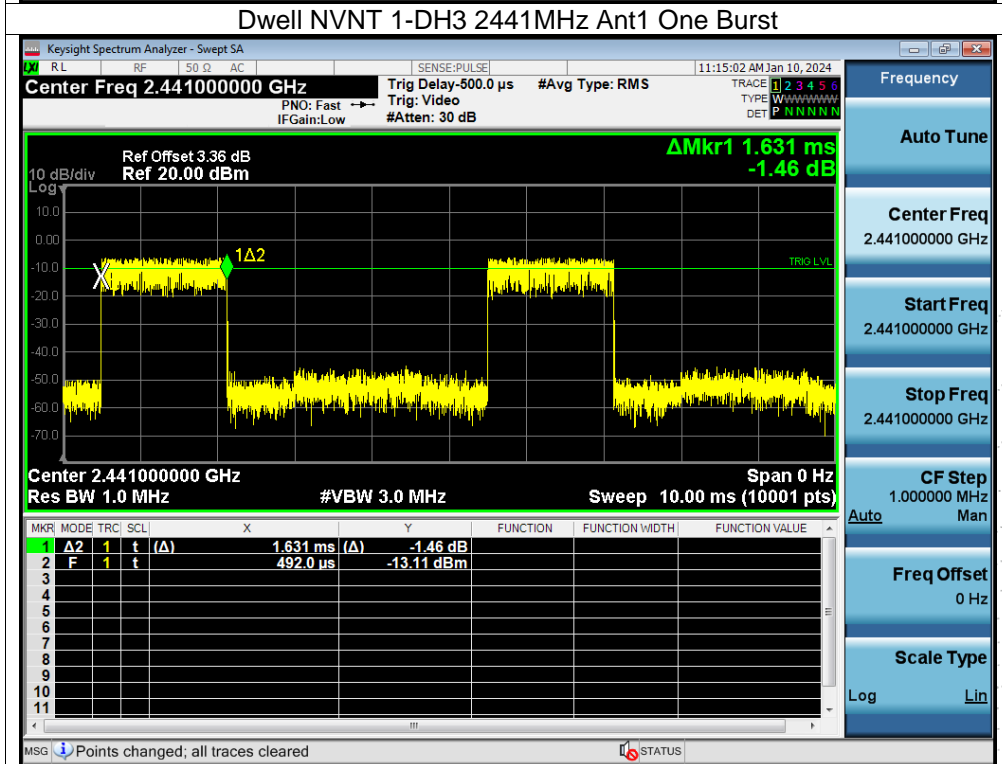 Dwell NVNT 1-DH3 2441MHz Ant1 One Burst
Keysight Spectrum Analyzer - Swept SA
LXI RL RF 50 Ω AC SENSE:PULSE 11:15:02 AM Jan 10, 2024
Center Freq 2.441000000 GHz
PNO: Fast
IFGain:Low
Trig Delay-500.0 µs
Trig: Video
#Atten: 30 dB
#Avg Type: RMS
TRACE 1 2 3 4 5 6
TYPE WWWWWWW
DET P N N N N N
ΔMkr1 1.631 ms
-1.46 dB
Ref Offset 3.36 dB
10 dB/div Ref 20.00 dBm
Log
10.0
0.00
-10.0
-20.0
-30.0
-40.0
-50.0
-60.0
-70.0
X
1Δ2
TRIG LVL
Center 2.441000000 GHz Span 0 Hz
Res BW 1.0 MHz #VBW 3.0 MHz Sweep 10.00 ms (10001 pts)
MKR MODE TRC SCL X Y FUNCTION FUNCTION WIDTH FUNCTION VALUE
1 Δ2 1 t (Δ) 1.631 ms (Δ) -1.46 dB
2 F 1 t 492.0 µs -13.11 dBm
3
4
5
6
7
8
9
10
11
MSG Points changed; all traces cleared STATUS
Frequency
Auto Tune
Center Freq
2.441000000 GHz
Start Freq
2.441000000 GHz
Stop Freq
2.441000000 GHz
CF Step
1.000000 MHz
Auto Man
Freq Offset
0 Hz
Scale Type
Log Lin